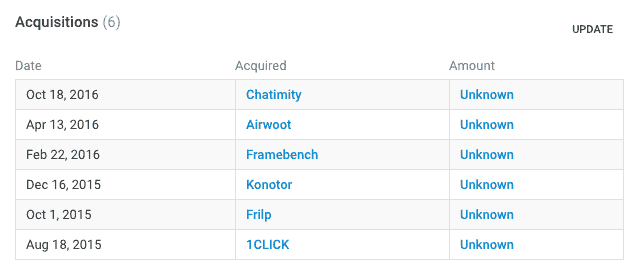 Acquisitions (6)
UPDATE
Date Acquired Amount
Oct 18, 2016 Chatimity Unknown
Apr 13, 2016 Airwoot Unknown
Feb 22, 2016 Framebench Unknown
Dec 16, 2015 Konotor Unknown
Oct 1, 2015 Frilp Unknown
Aug 18, 2015 1CLICK Unknown